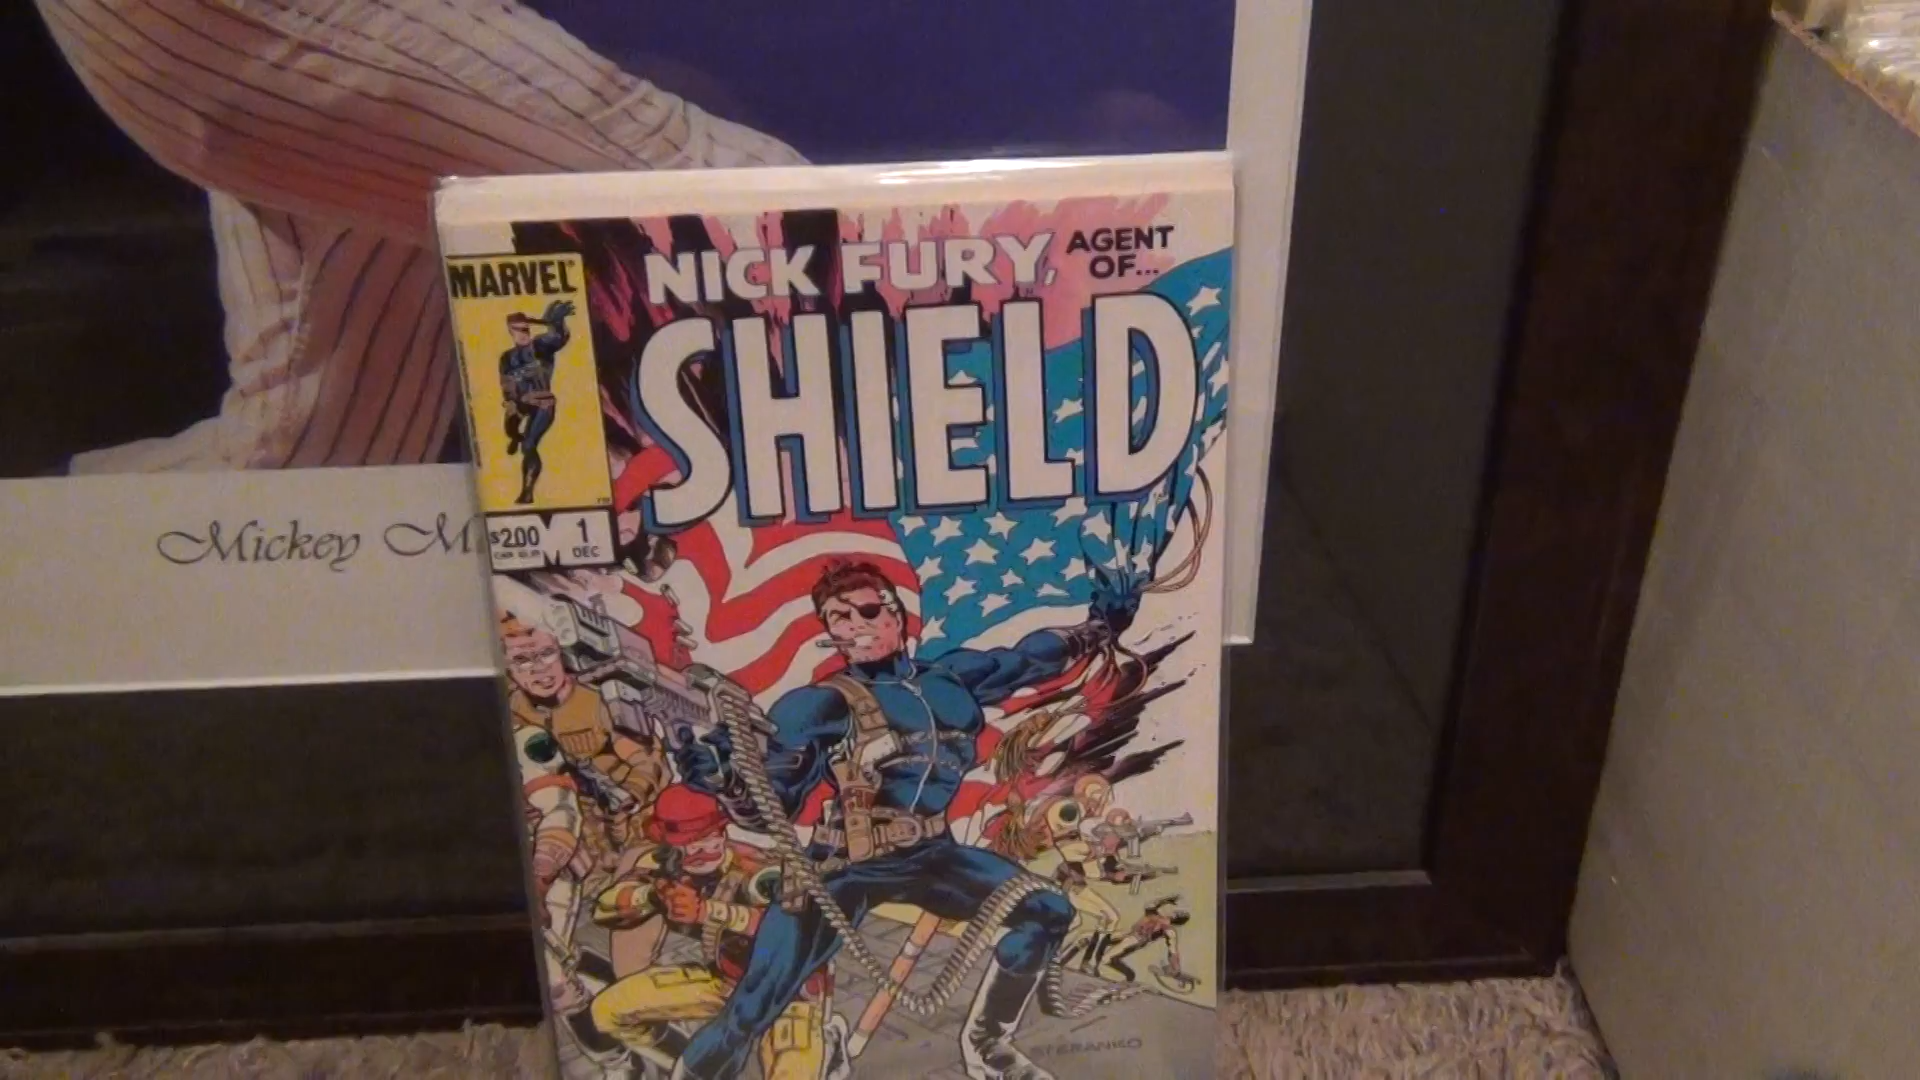 NICK FURY, AGENT
OF...
MARVEL
SHIELD
$2.00 1
DEC
Mickey
STERANKO